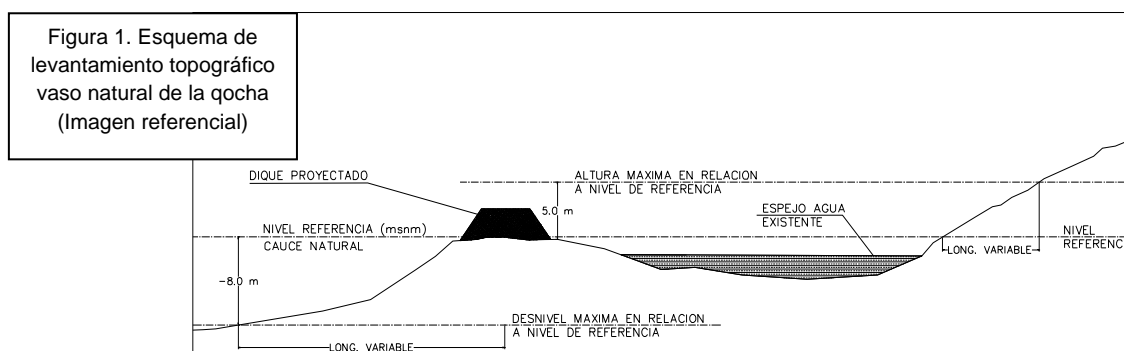 Figura 1. Esquema de
levantamiento topográfico
vaso natural de la qocha
(Imagen referencial)
DIQUE PROYECTADO
ALTURA MAXIMA EN RELACION
A NIVEL DE REFERENCIA
5.0 m
ESPEJO AGUA
EXISTENTE
NIVEL REFERENCIA (msnm)
CAUCE NATURAL
NIVEL
REFERENC
LONG. VARIABLE
-8.0 m
DESNIVEL MAXIMA EN RELACION
A NIVEL DE REFERENCIA
LONG. VARIABLE